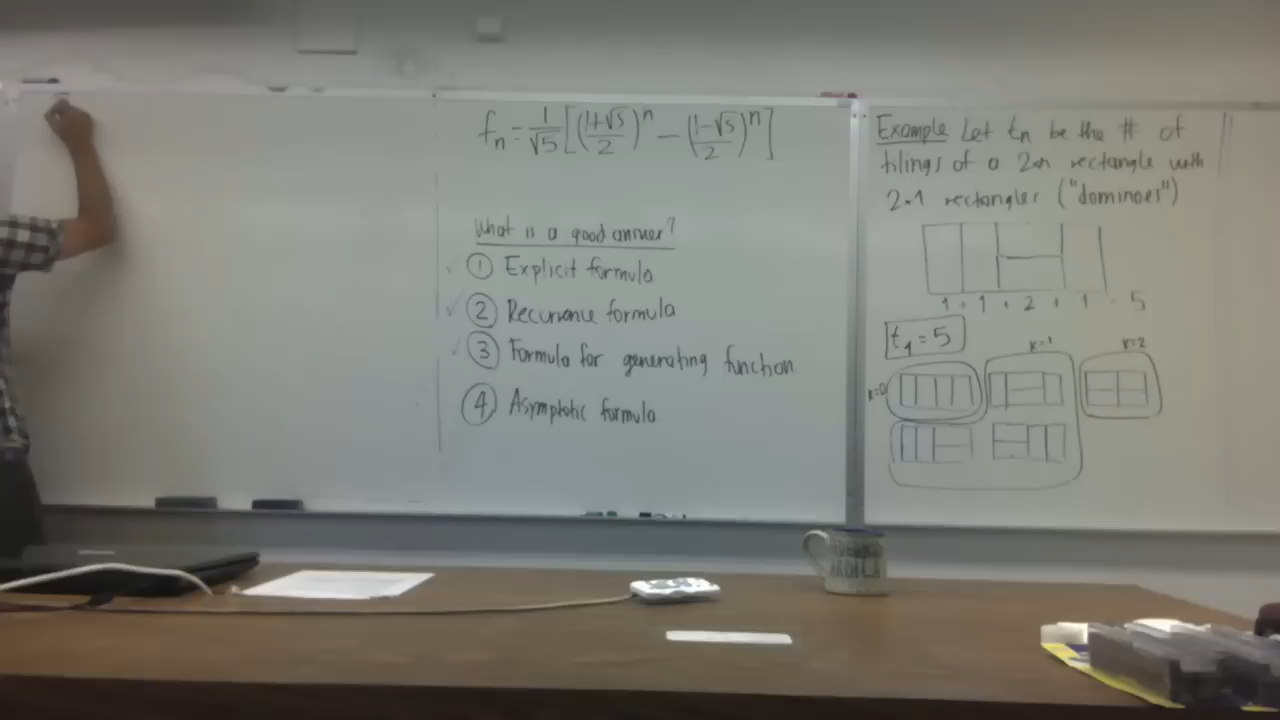 fn = 1/√5 [((1+√5)/2)^n − ((1−√5)/2)^n]
What is a good answer?
① Explicit formula
② Recurrence formula
③ Formula for generating function
④ Asymptotic formula
Example Let tn be the # of
tilings of a 2×n rectangle with
2×1 rectangles ("dominoes")
1 + 1 + 2 + 1 = 5
t4 = 5
k=0
k=1
k=2